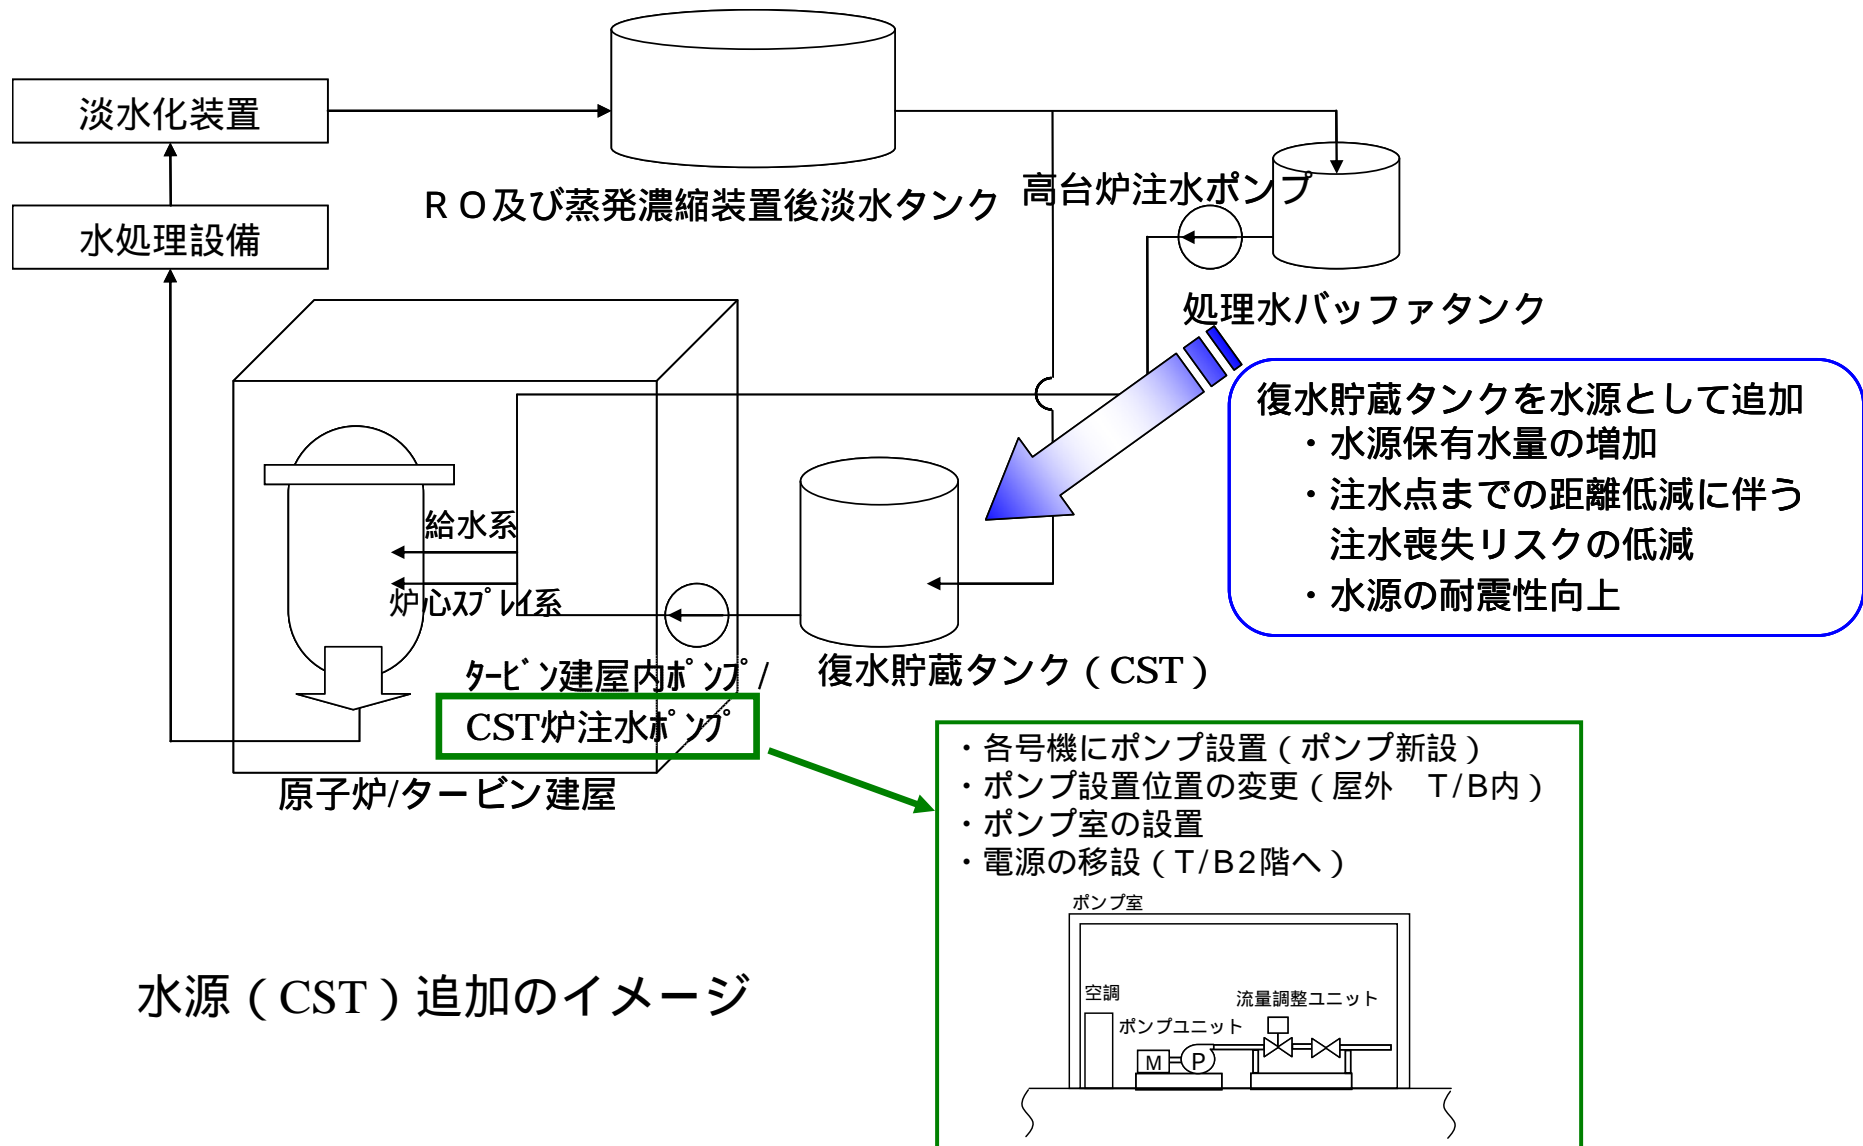 淡水化装置
水処理設備
ＲＯ及び蒸発濃縮装置後淡水タンク
高台炉注水ポンプ
処理水バッファタンク
復水貯蔵タンクを水源として追加
・水源保有水量の増加
・注水点までの距離低減に伴う
注水喪失リスクの低減
・水源の耐震性向上
給水系
炉心ｽﾌﾟﾚｲ系
ﾀｰﾋﾞﾝ建屋内ﾎﾟﾝﾌﾟ/
CST炉注水ﾎﾟﾝﾌﾟ
復水貯蔵タンク（CST）
原子炉/タービン建屋
・各号機にポンプ設置（ポンプ新設）
・ポンプ設置位置の変更（屋外　T/B内）
・ポンプ室の設置
・電源の移設（T/B2階へ）
ポンプ室
空調
流量調整ユニット
ポンプユニット
M
P
水源（CST）追加のイメージ